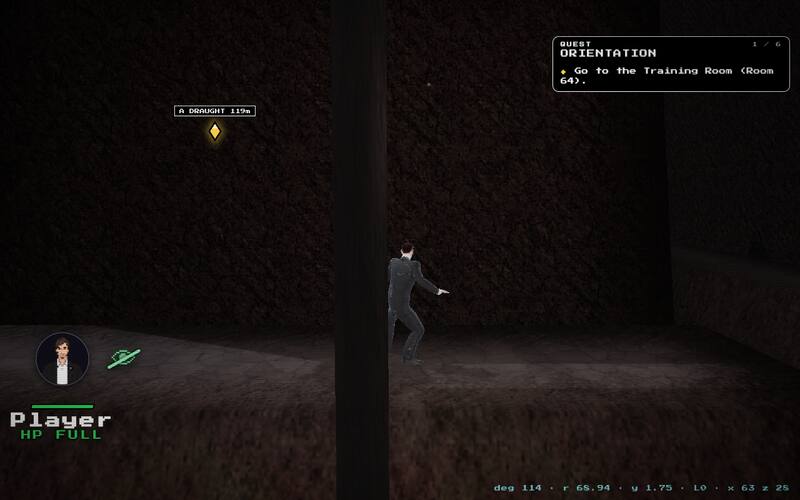 QUEST 1 / 6
ORIENTATION
Go to the Training Room (Room
64).
A DRAUGHT 119m
Player
HP FULL
deg 114 · r 68.94 · y 1.75 · L0 · x 63 z 28